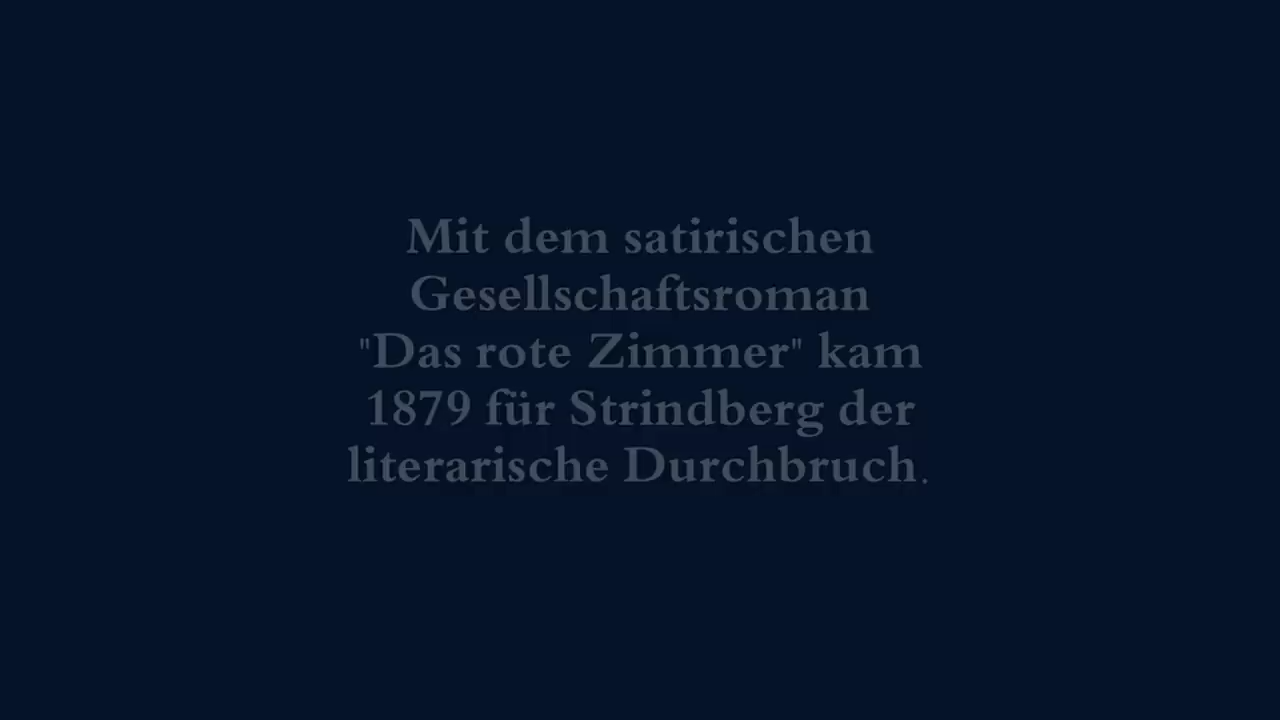 Mit dem satirischen
Gesellschaftsroman
"Das rote Zimmer" kam
1879 für Strindberg der
literarische Durchbruch.